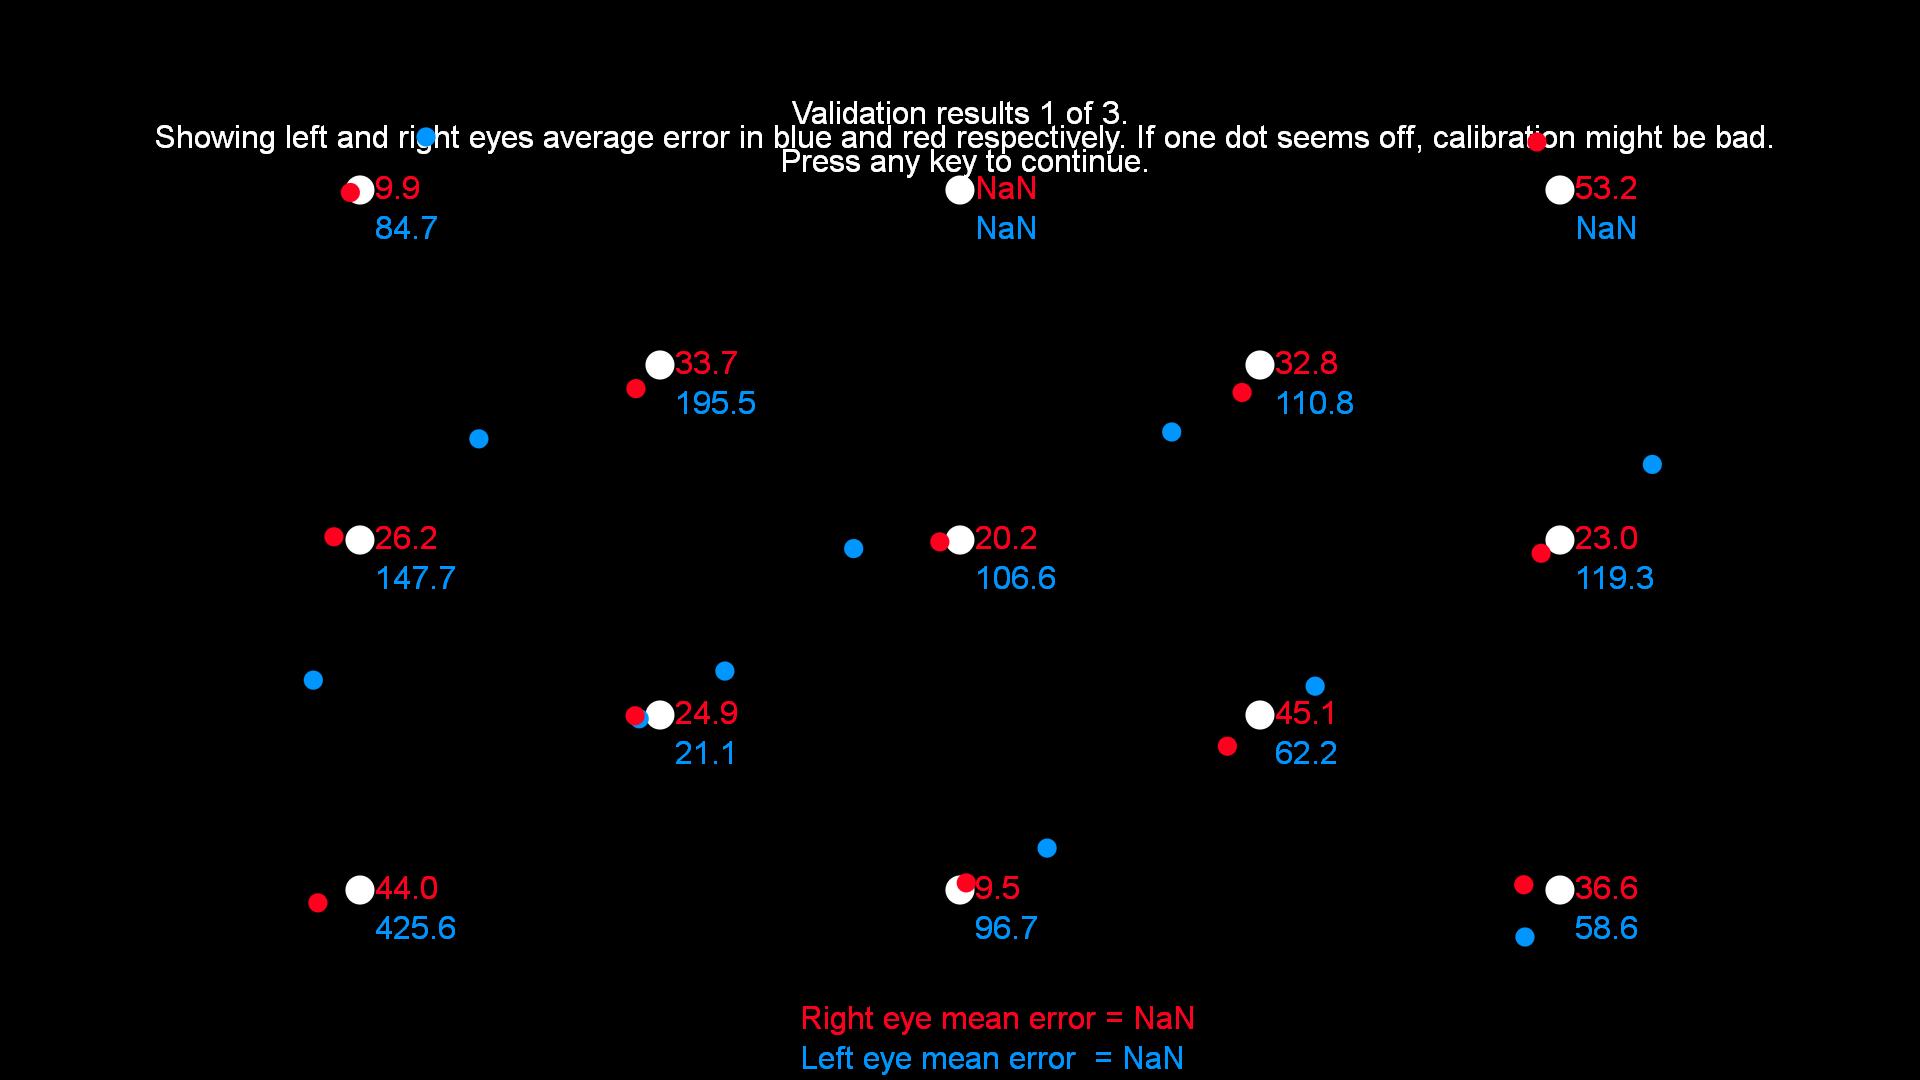 Validation results 1 of 3.
Showing left and right eyes average error in blue and red respectively. If one dot seems off, calibration might be bad.
Press any key to continue.
9.9
84.7
NaN
NaN
53.2
NaN
33.7
195.5
32.8
110.8
26.2
147.7
20.2
106.6
23.0
119.3
24.9
21.1
45.1
62.2
44.0
425.6
9.5
96.7
36.6
58.6
Right eye mean error = NaN
Left eye mean error  = NaN